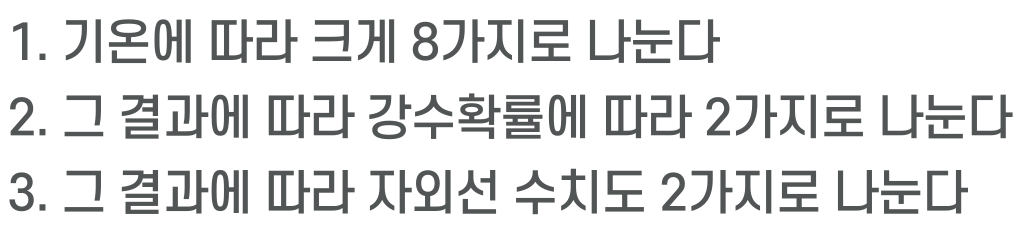 1. 기온에 따라 크게 8가지로 나눈다
2. 그 결과에 따라 강수확률에 따라 2가지로 나눈다
3. 그 결과에 따라 자외선 수치도 2가지로 나눈다